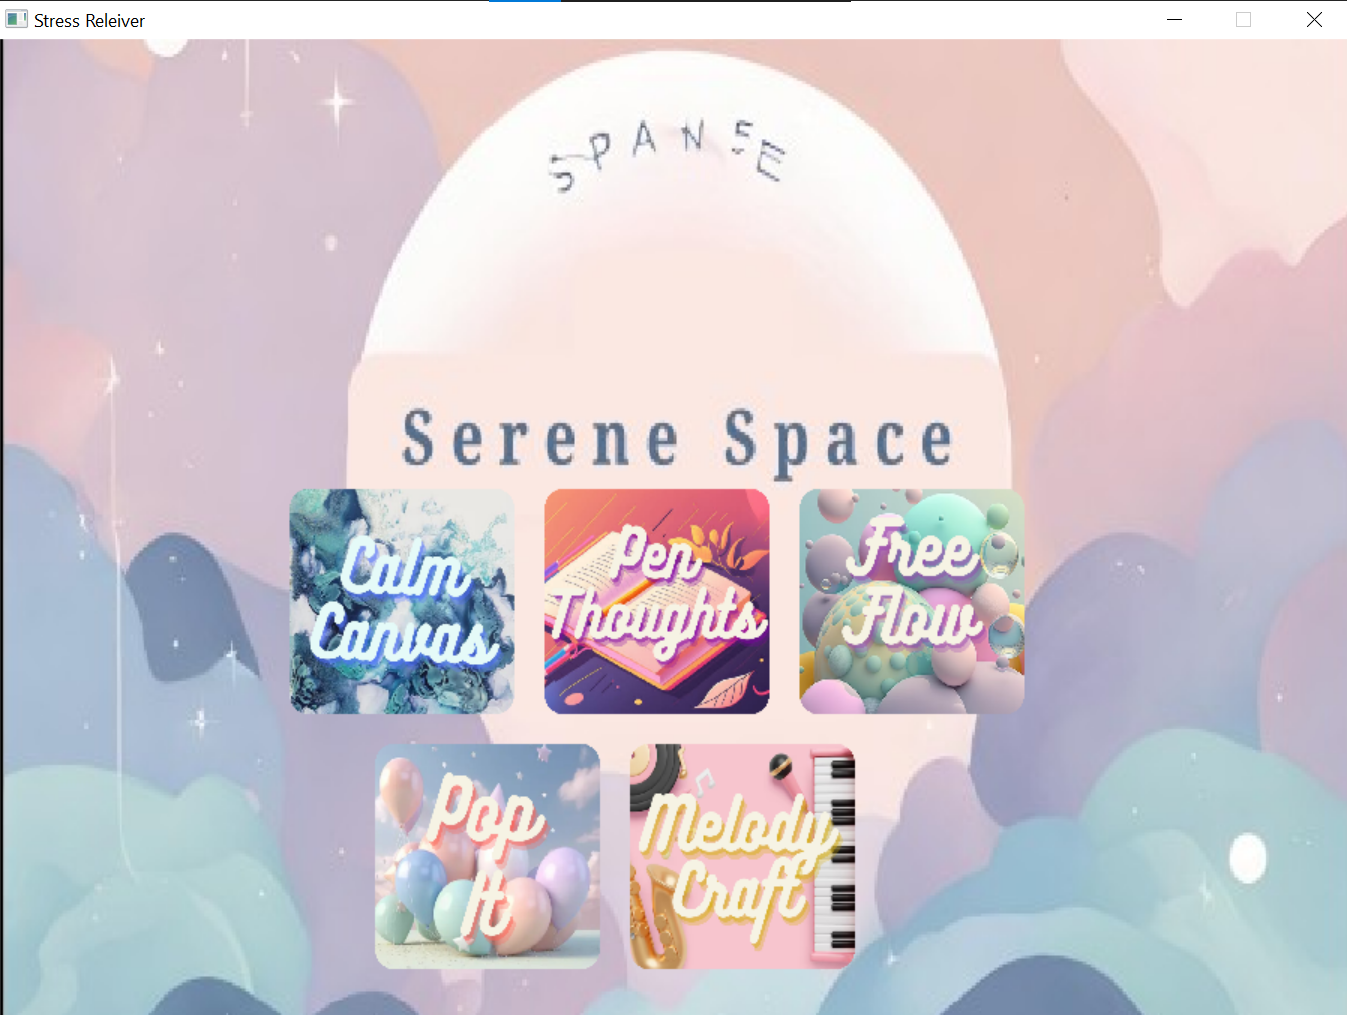 Stress Releiver
SPANSE
Serene Space
Calm
Canvas
Pen
Thoughts
Free
Flow
Pop
It
Melody
Craft